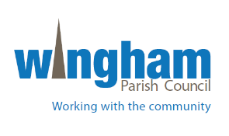 wingham
Parish Council
Working with the community